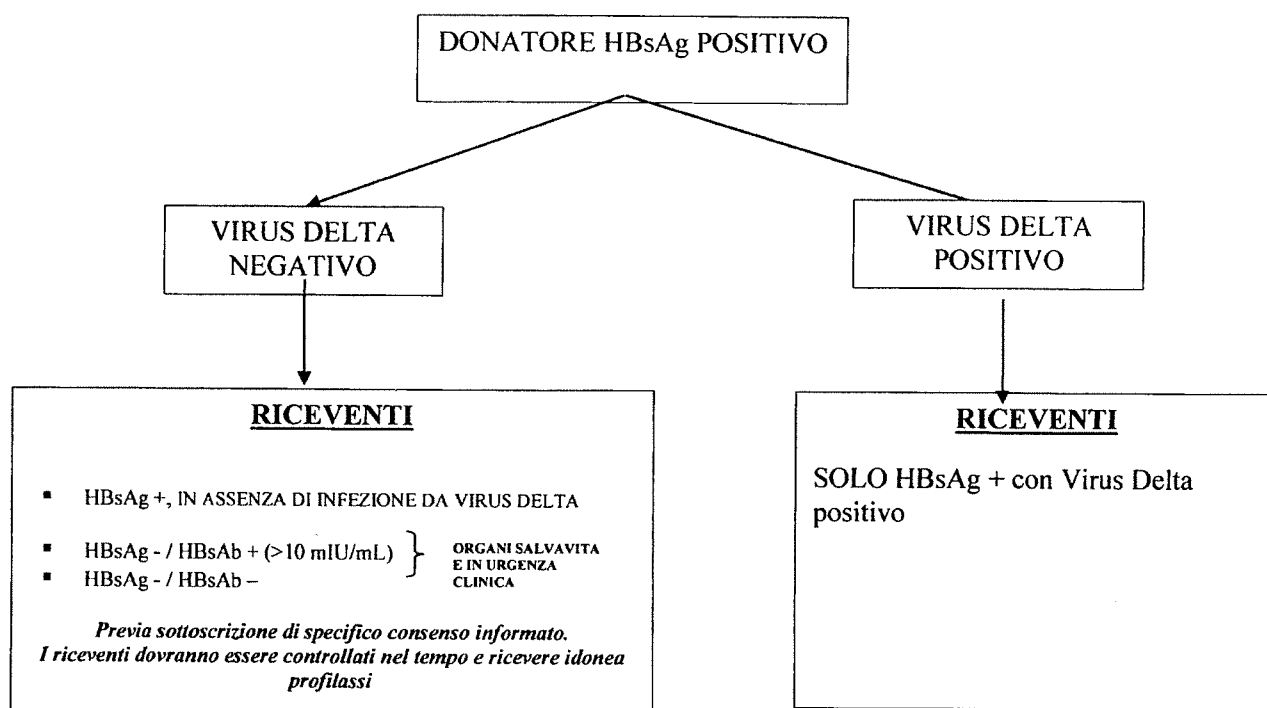 DONATORE HBsAg POSITIVO
VIRUS DELTA
NEGATIVO
VIRUS DELTA
POSITIVO
RICEVENTI
▪ HBsAg +, IN ASSENZA DI INFEZIONE DA VIRUS DELTA
▪ HBsAg - / HBsAb + (>10 mIU/mL)
▪ HBsAg - / HBsAb –
ORGANI SALVAVITA
E IN URGENZA
CLINICA
Previa sottoscrizione di specifico consenso informato.
I riceventi dovranno essere controllati nel tempo e ricevere idonea
profilassi
RICEVENTI
SOLO HBsAg + con Virus Delta
positivo